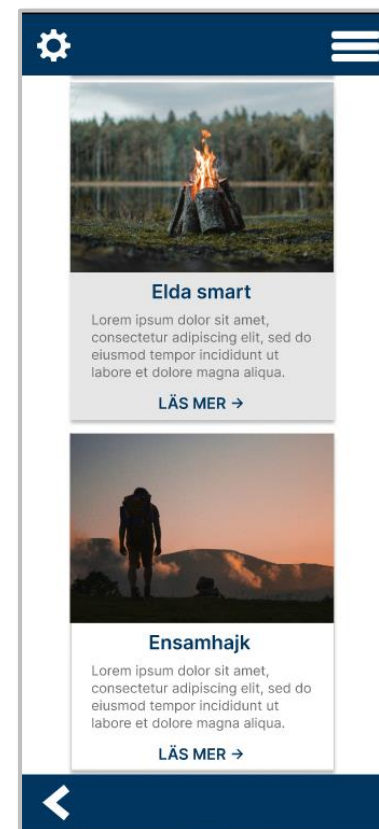 Elda smart
Lorem ipsum dolor sit amet,
consectetur adipiscing elit, sed do
eiusmod tempor incididunt ut
labore et dolore magna aliqua.
LÄS MER →
Ensamhajk
Lorem ipsum dolor sit amet,
consectetur adipiscing elit, sed do
eiusmod tempor incididunt ut
labore et dolore magna aliqua.
LÄS MER →